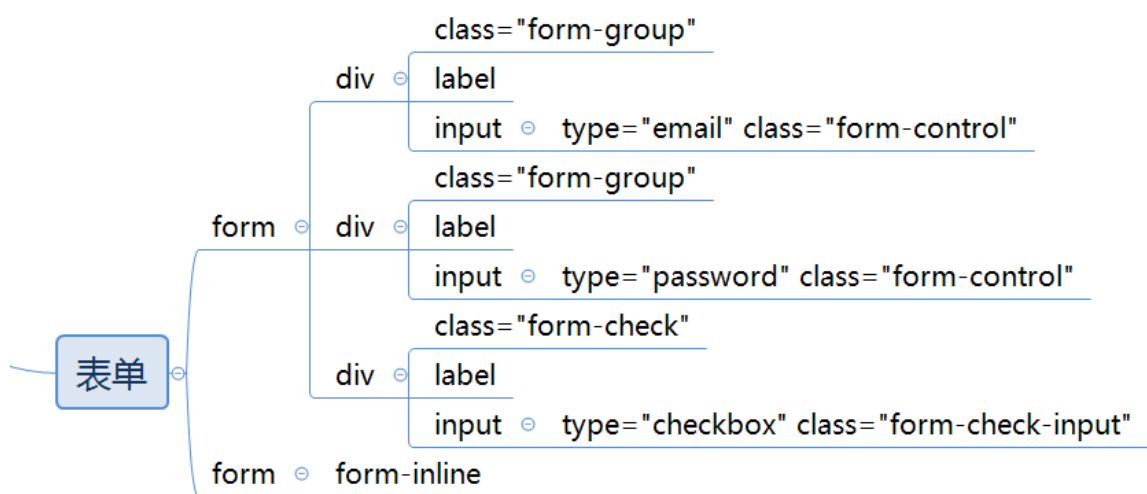 class="form-group"
div
label
input type="email" class="form-control"
class="form-group"
form
div
label
input type="password" class="form-control"
class="form-check"
表单
div
label
input type="checkbox" class="form-check-input"
form form-inline